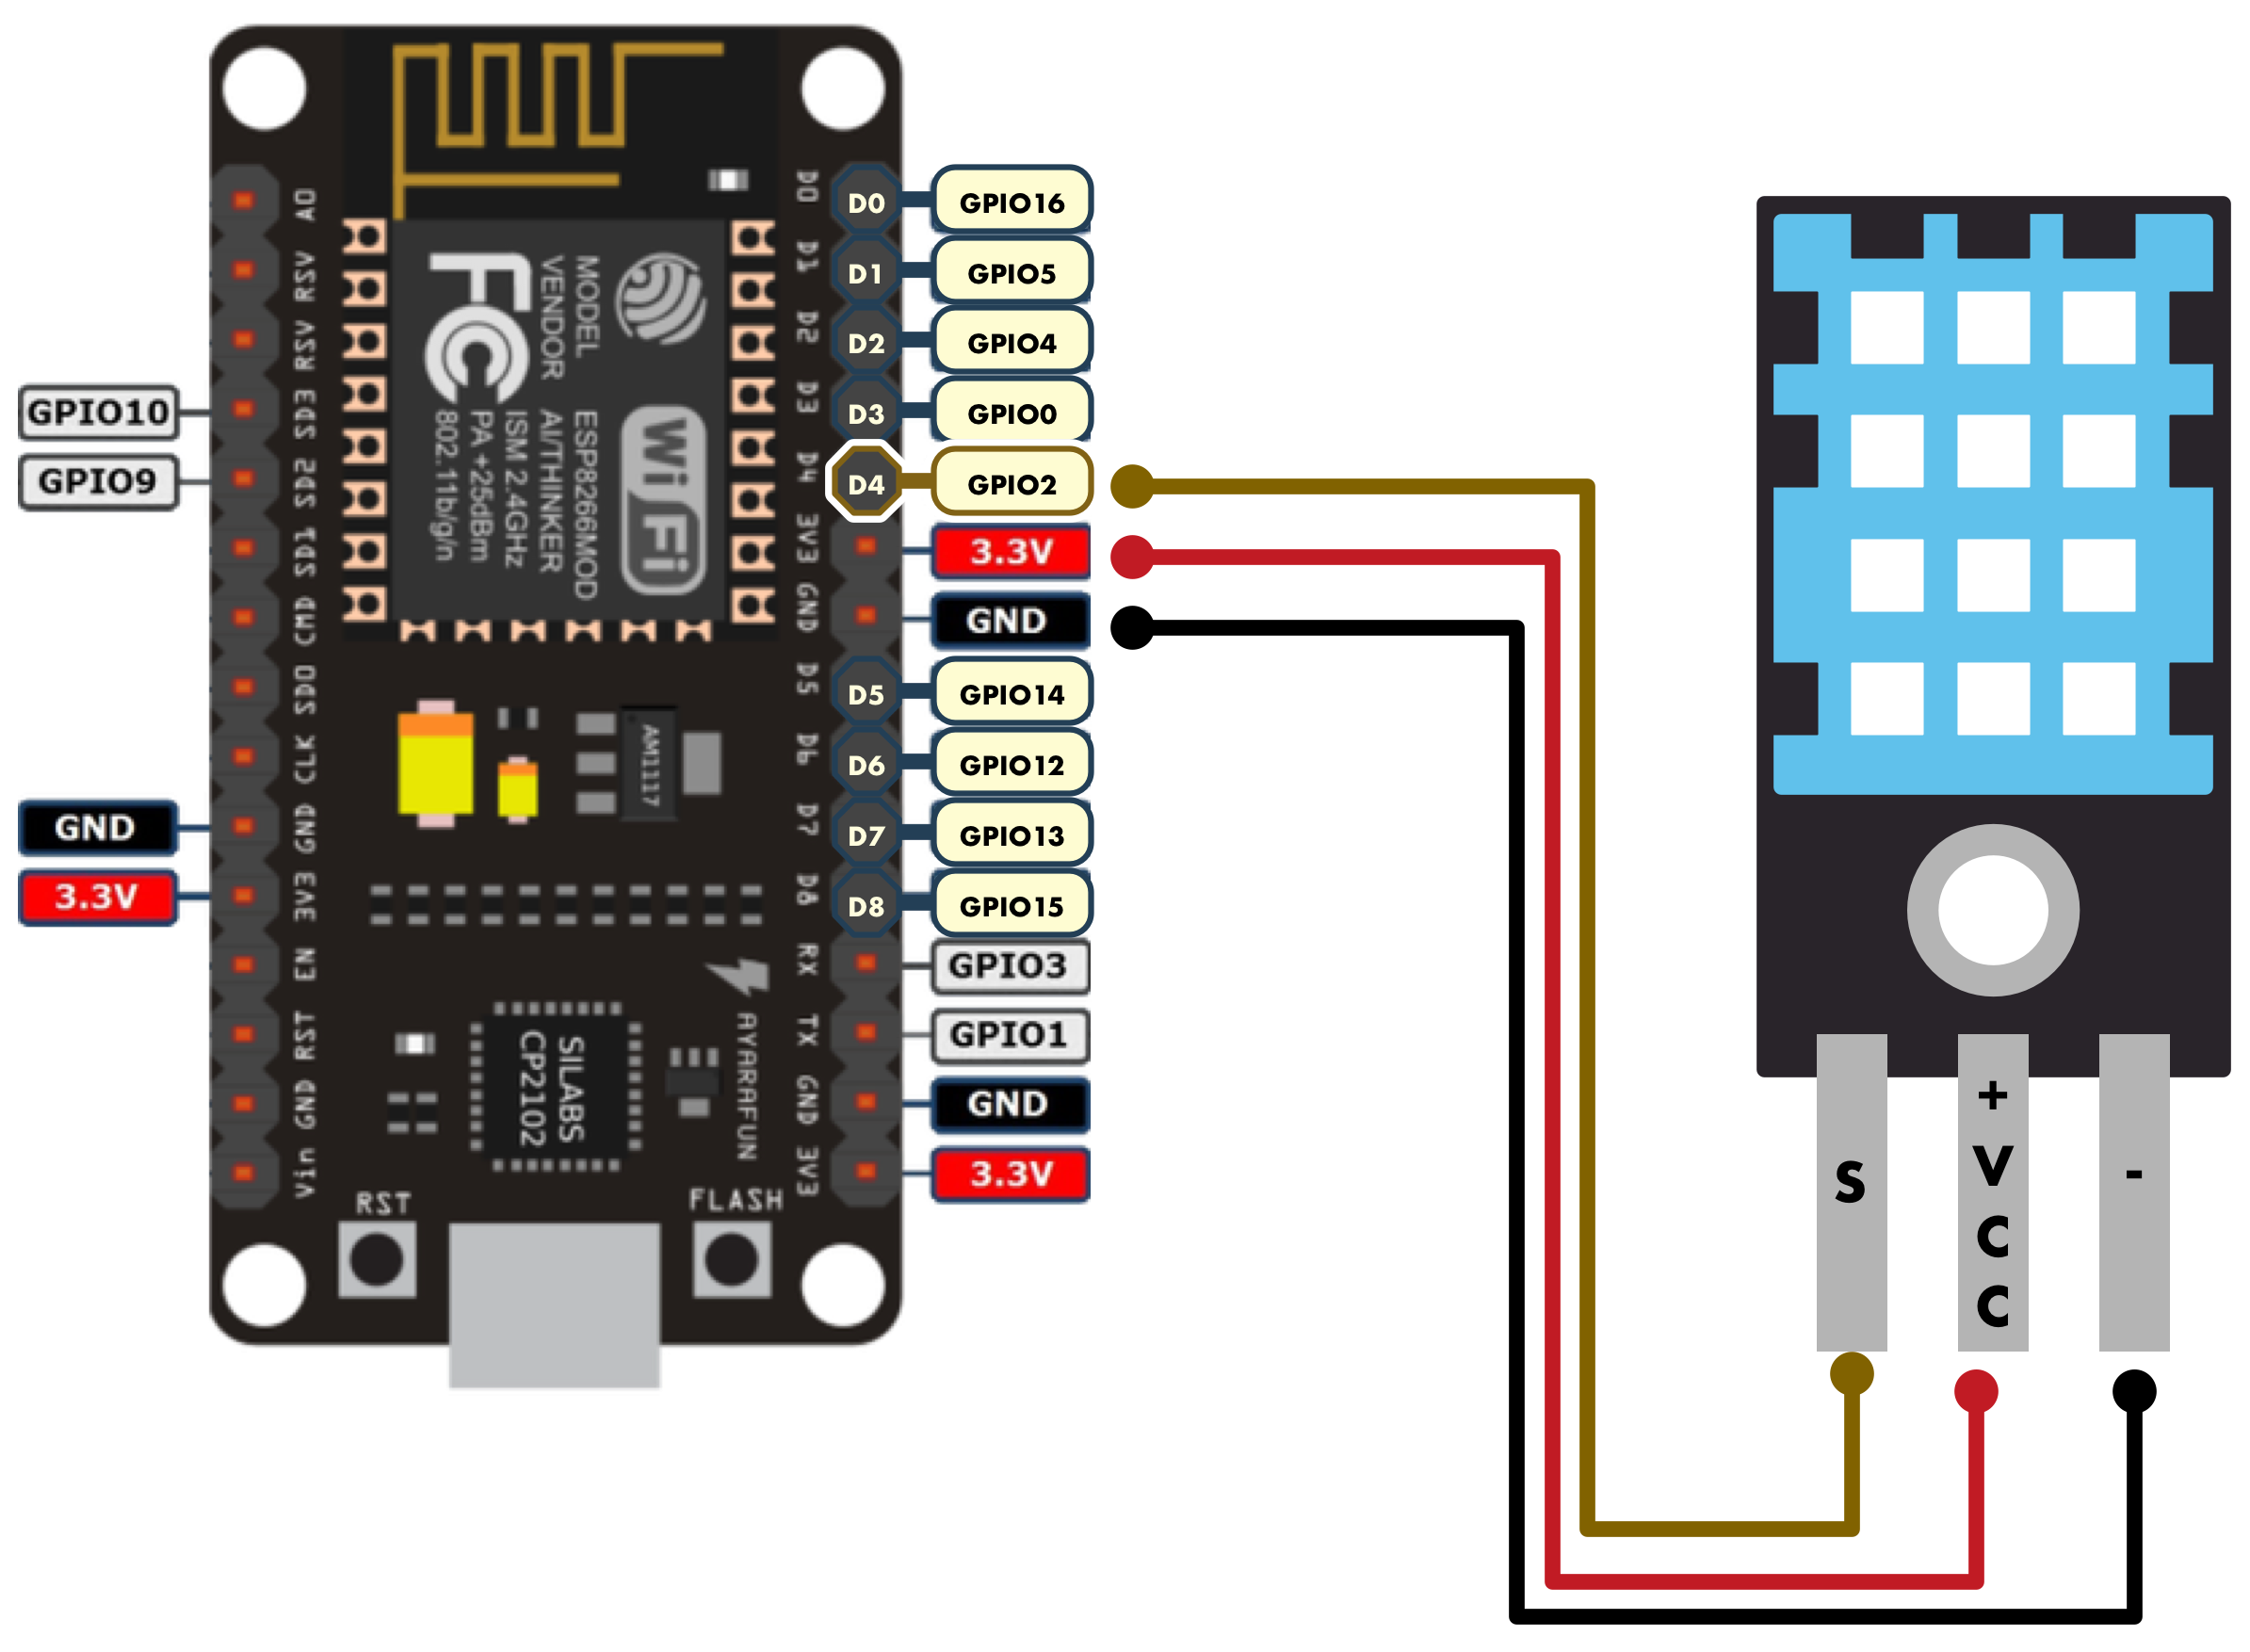 A0
RSV
RSV
SD3
SD2
SD1
CMD
SD0
CLK
GND
3V3
EN
RST
GND
Vin
GPIO10
GPIO9
GND
3.3V
FC
MODEL
VENDOR
ESP8266MOD
AI/THINKER
ISM 2.4GHz
PA +25dBm
802.11b/g/n
WiFi
AM1117
SILABS
CP2102
AYARAFUN
RST
FLASH
D0
D1
D2
D3
D4
3V3
GND
D5
D6
D7
D8
RX
TX
GND
3V3
D0 GPIO16
D1 GPIO5
D2 GPIO4
D3 GPIO0
D4 GPIO2
3.3V
GND
D5 GPIO14
D6 GPIO12
D7 GPIO13
D8 GPIO15
GPIO3
GPIO1
GND
3.3V
S
+VCC
-